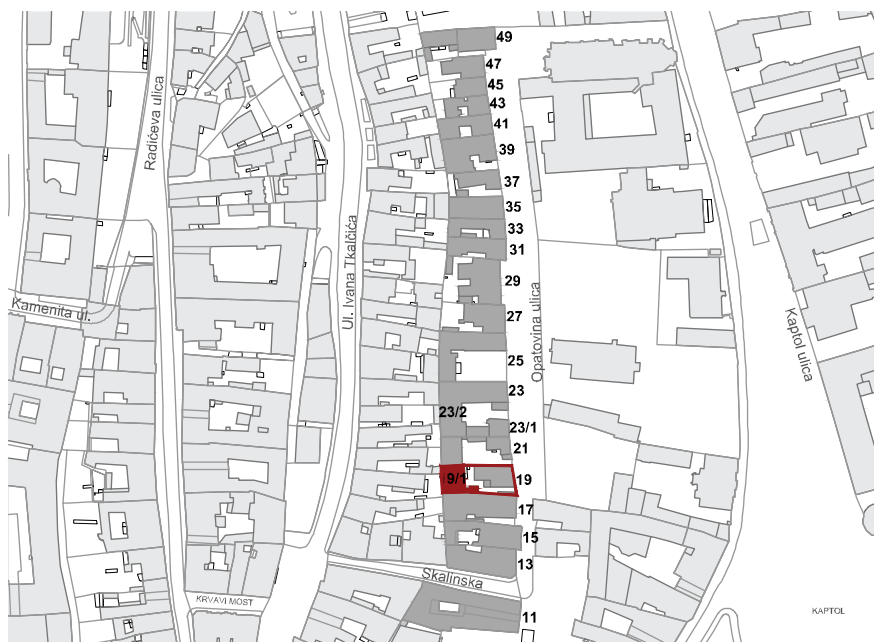 49
47
45
43
41
39
37
35
33
31
29
27
25
23
23/2
23/1
21
9/1
19
17
15
13
11
Radićeva ulica
Ul. Ivana Tkalčića
Kamenita ul.
Opatovina ulica
Kaptol ulica
Skalinska
KRVAVI MOST
KAPTOL